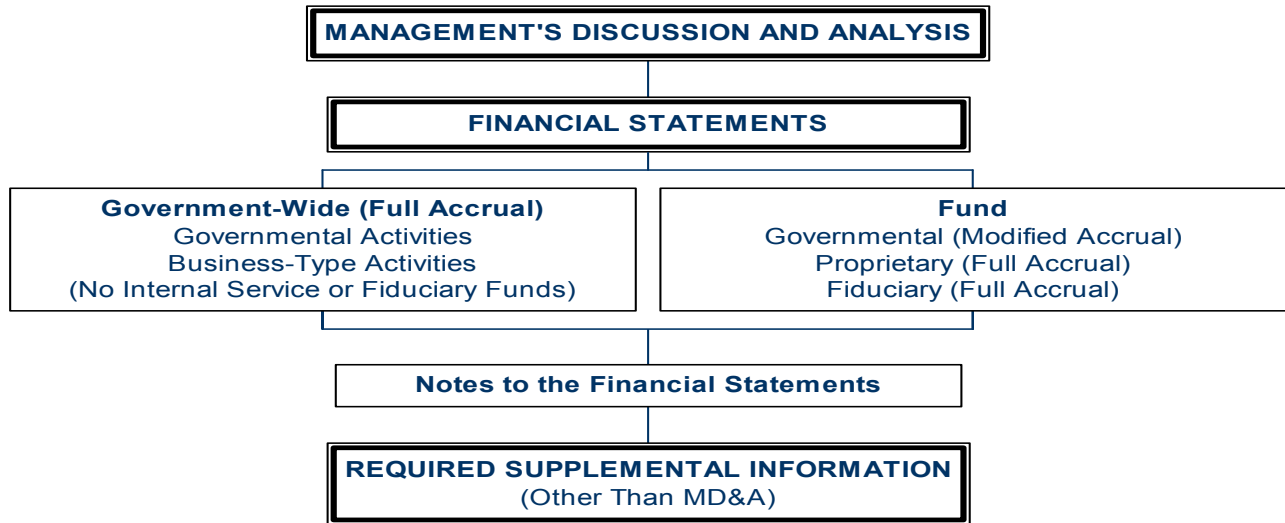 MANAGEMENT'S DISCUSSION AND ANALYSIS
FINANCIAL STATEMENTS
Government-Wide (Full Accrual)
Governmental Activities
Business-Type Activities
(No Internal Service or Fiduciary Funds)
Fund
Governmental (Modified Accrual)
Proprietary (Full Accrual)
Fiduciary (Full Accrual)
Notes to the Financial Statements
REQUIRED SUPPLEMENTAL INFORMATION
(Other Than MD&A)